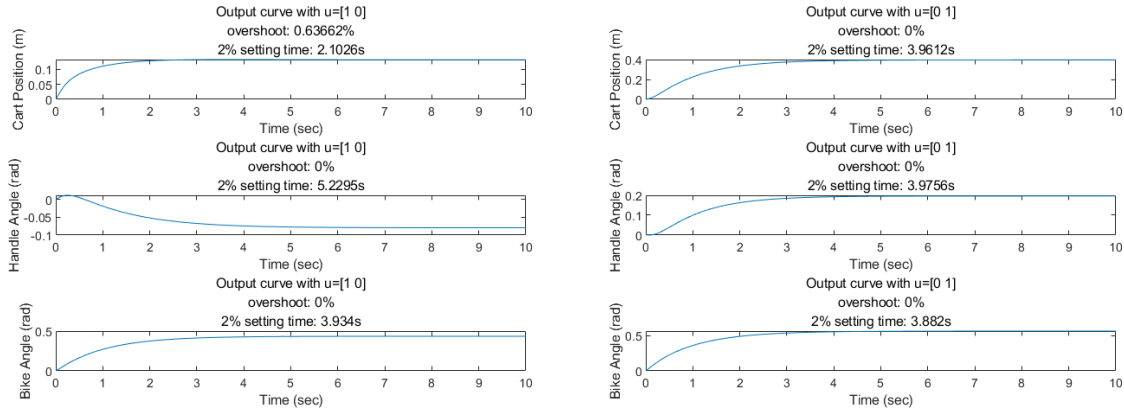 Output curve with u=[1 0]
overshoot: 0.63662%
2% setting time: 2.1026s
Cart Position (m)
0.1
0.05
0
0 1 2 3 4 5 6 7 8 9 10
Time (sec)
Output curve with u=[1 0]
overshoot: 0%
2% setting time: 5.2295s
Handle Angle (rad)
0
-0.05
-0.1
0 1 2 3 4 5 6 7 8 9 10
Time (sec)
Output curve with u=[1 0]
overshoot: 0%
2% setting time: 3.934s
Bike Angle (rad)
0.5
0
0 1 2 3 4 5 6 7 8 9 10
Time (sec)
Output curve with u=[0 1]
overshoot: 0%
2% setting time: 3.9612s
Cart Position (m)
0.4
0.2
0
0 1 2 3 4 5 6 7 8 9 10
Time (sec)
Output curve with u=[0 1]
overshoot: 0%
2% setting time: 3.9756s
Handle Angle (rad)
0.2
0.1
0
0 1 2 3 4 5 6 7 8 9 10
Time (sec)
Output curve with u=[0 1]
overshoot: 0%
2% setting time: 3.882s
Bike Angle (rad)
0.5
0
0 1 2 3 4 5 6 7 8 9 10
Time (sec)